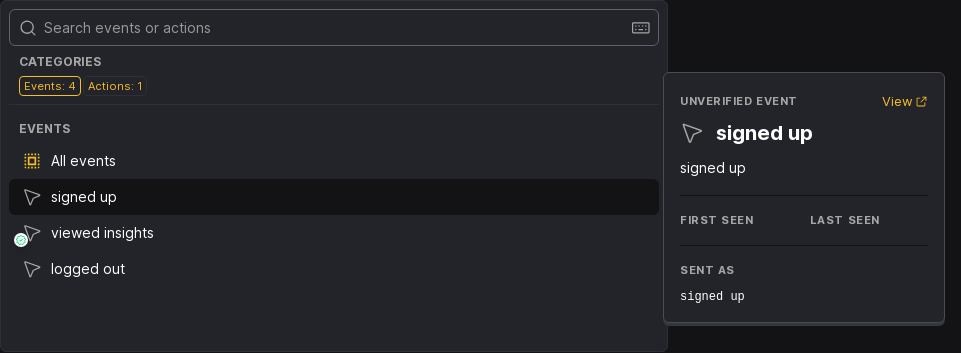 Search events or actions
CATEGORIES
Events: 4 Actions: 1
EVENTS
All events
signed up
viewed insights
logged out
UNVERIFIED EVENT View
signed up
signed up
FIRST SEEN LAST SEEN
SENT AS
signed up